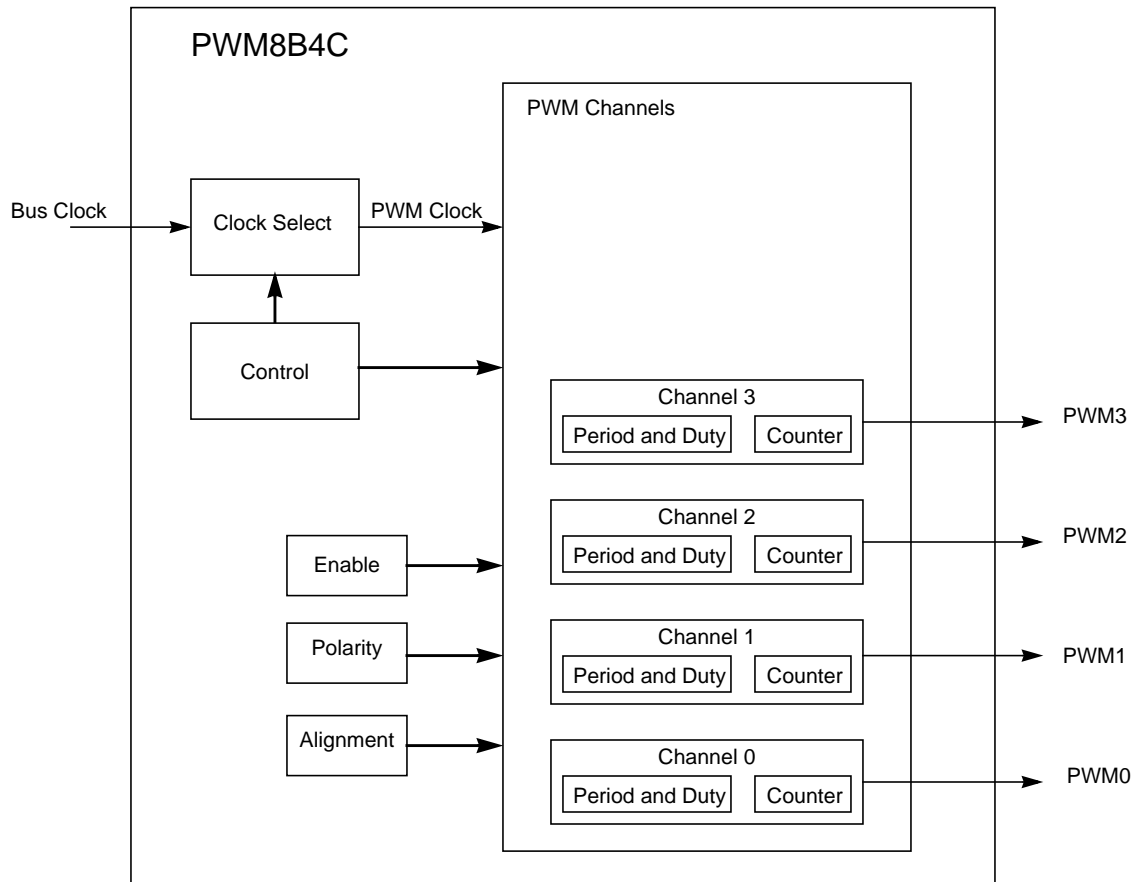 PWM8B4C
PWM Channels
Bus Clock
Clock Select
PWM Clock
Control
Channel 3
Period and Duty
Counter
PWM3
Channel 2
Period and Duty
Counter
PWM2
Enable
Channel 1
Period and Duty
Counter
PWM1
Polarity
Alignment
Channel 0
Period and Duty
Counter
PWM0